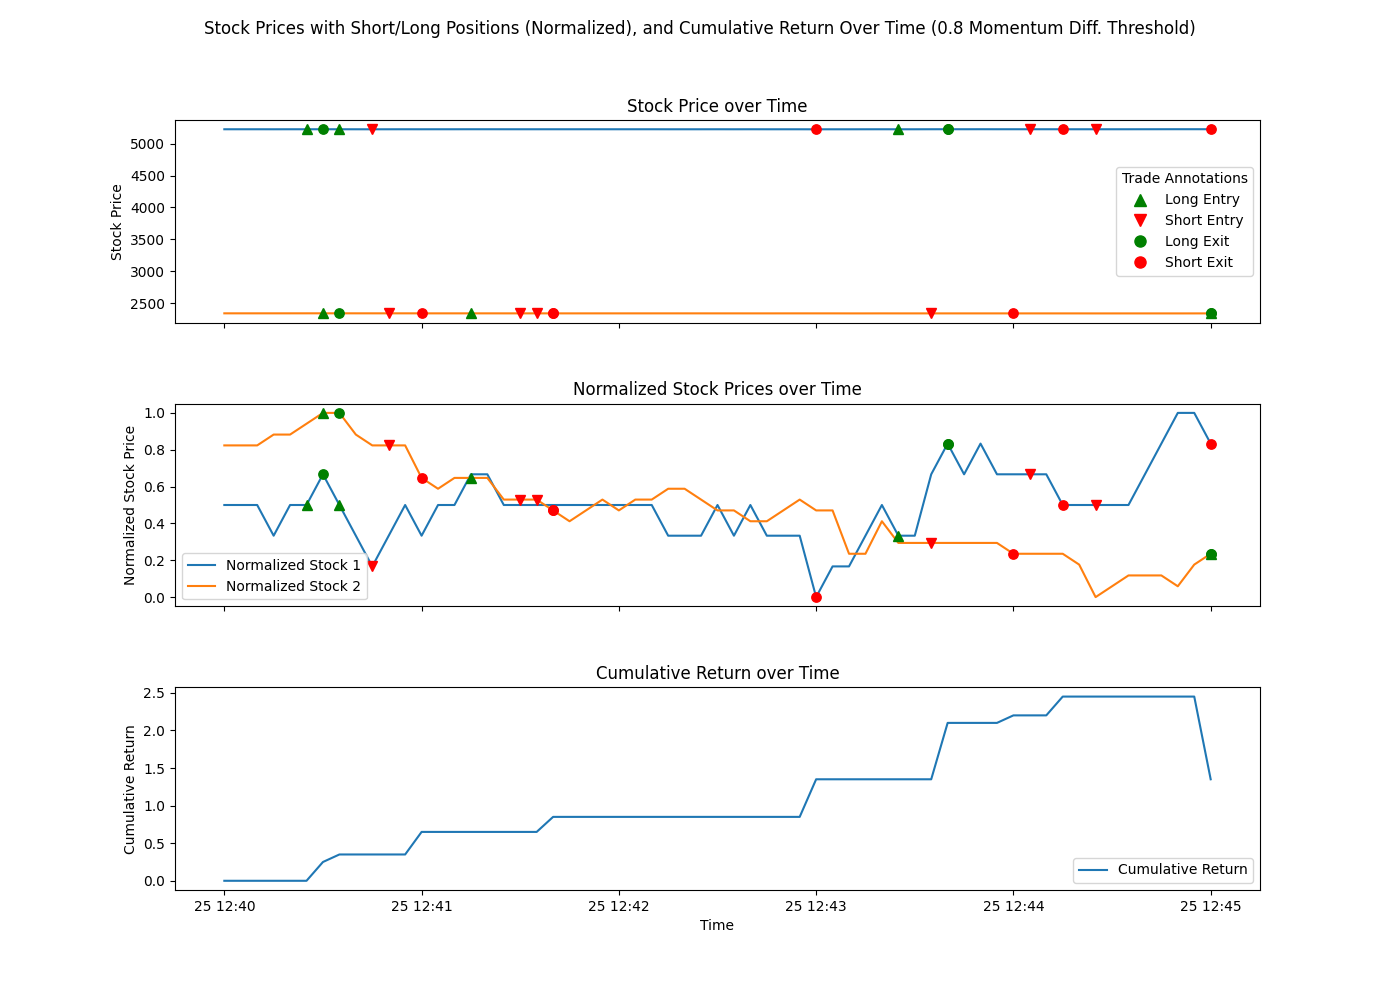 Stock Prices with Short/Long Positions (Normalized), and Cumulative Return Over Time (0.8 Momentum Diff. Threshold)
Stock Price over Time
Stock Price
5000
4500
4000
3500
3000
2500
Trade Annotations
Long Entry
Short Entry
Long Exit
Short Exit
Normalized Stock Prices over Time
Normalized Stock Price
1.0
0.8
0.6
0.4
0.2
0.0
Normalized Stock 1
Normalized Stock 2
Cumulative Return over Time
Cumulative Return
2.5
2.0
1.5
1.0
0.5
0.0
Cumulative Return
25 12:40 25 12:41 25 12:42 25 12:43 25 12:44 25 12:45
Time